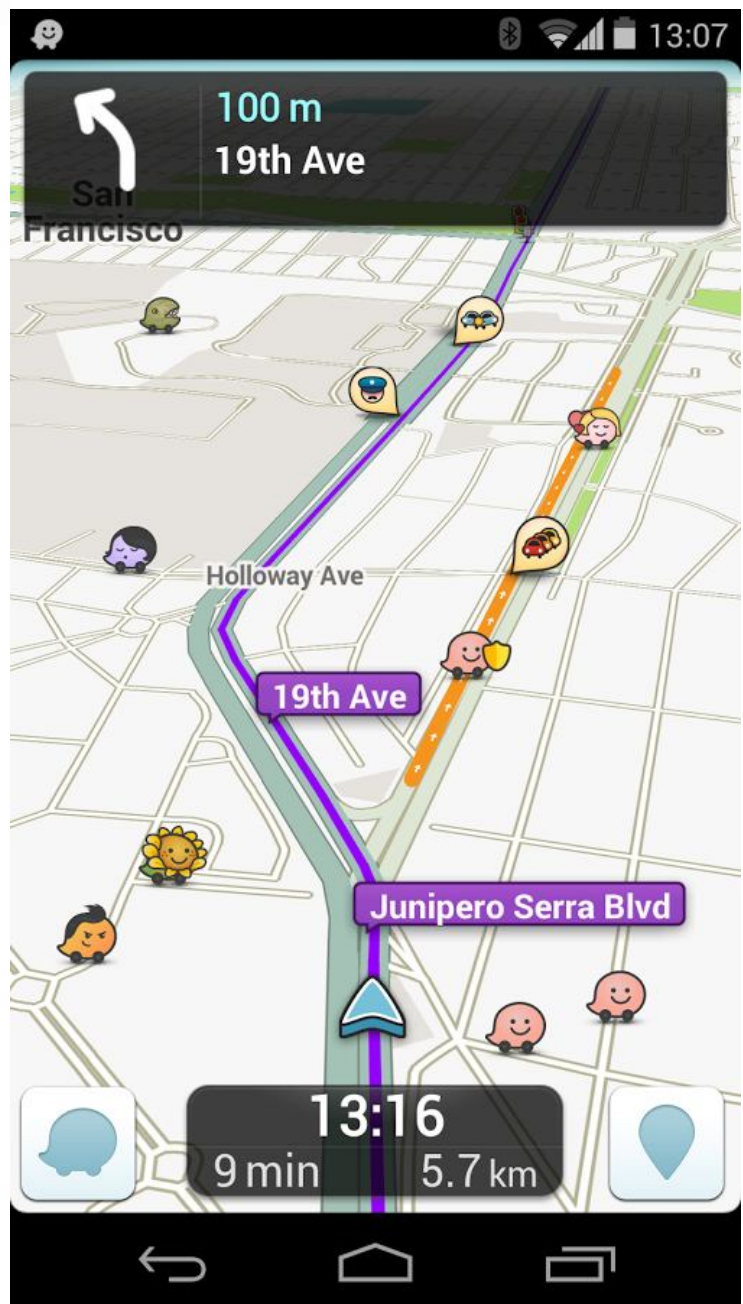 13:07
100 m
19th Ave
San
Francisco
Holloway Ave
19th Ave
Junipero Serra Blvd
13:16
9 min
5.7 km